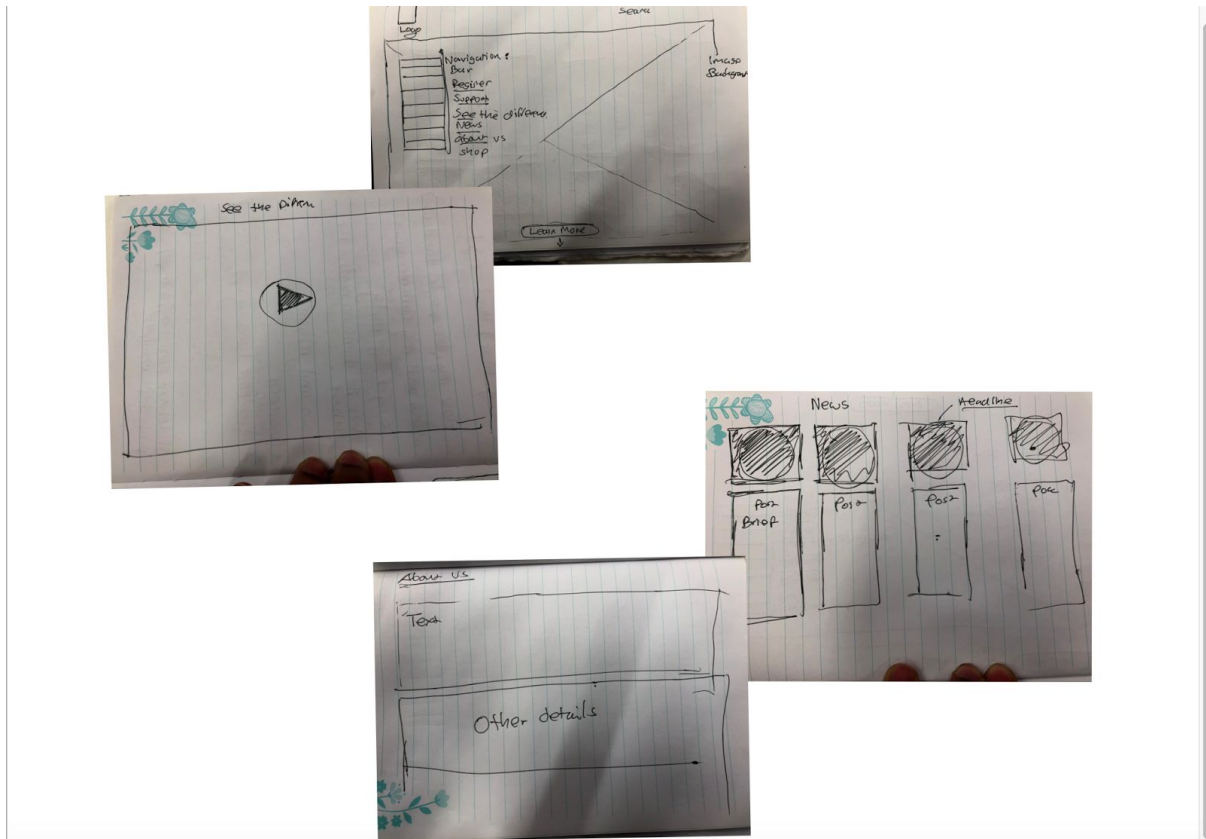 Search
Logo
Navigation :
Bar
Register
Support
See the difference
News
about us
shop
Image
Background
Learn More
See the Difren
News
Headline
Post
Brief
Post
Post
Post
About us
Text
Other details